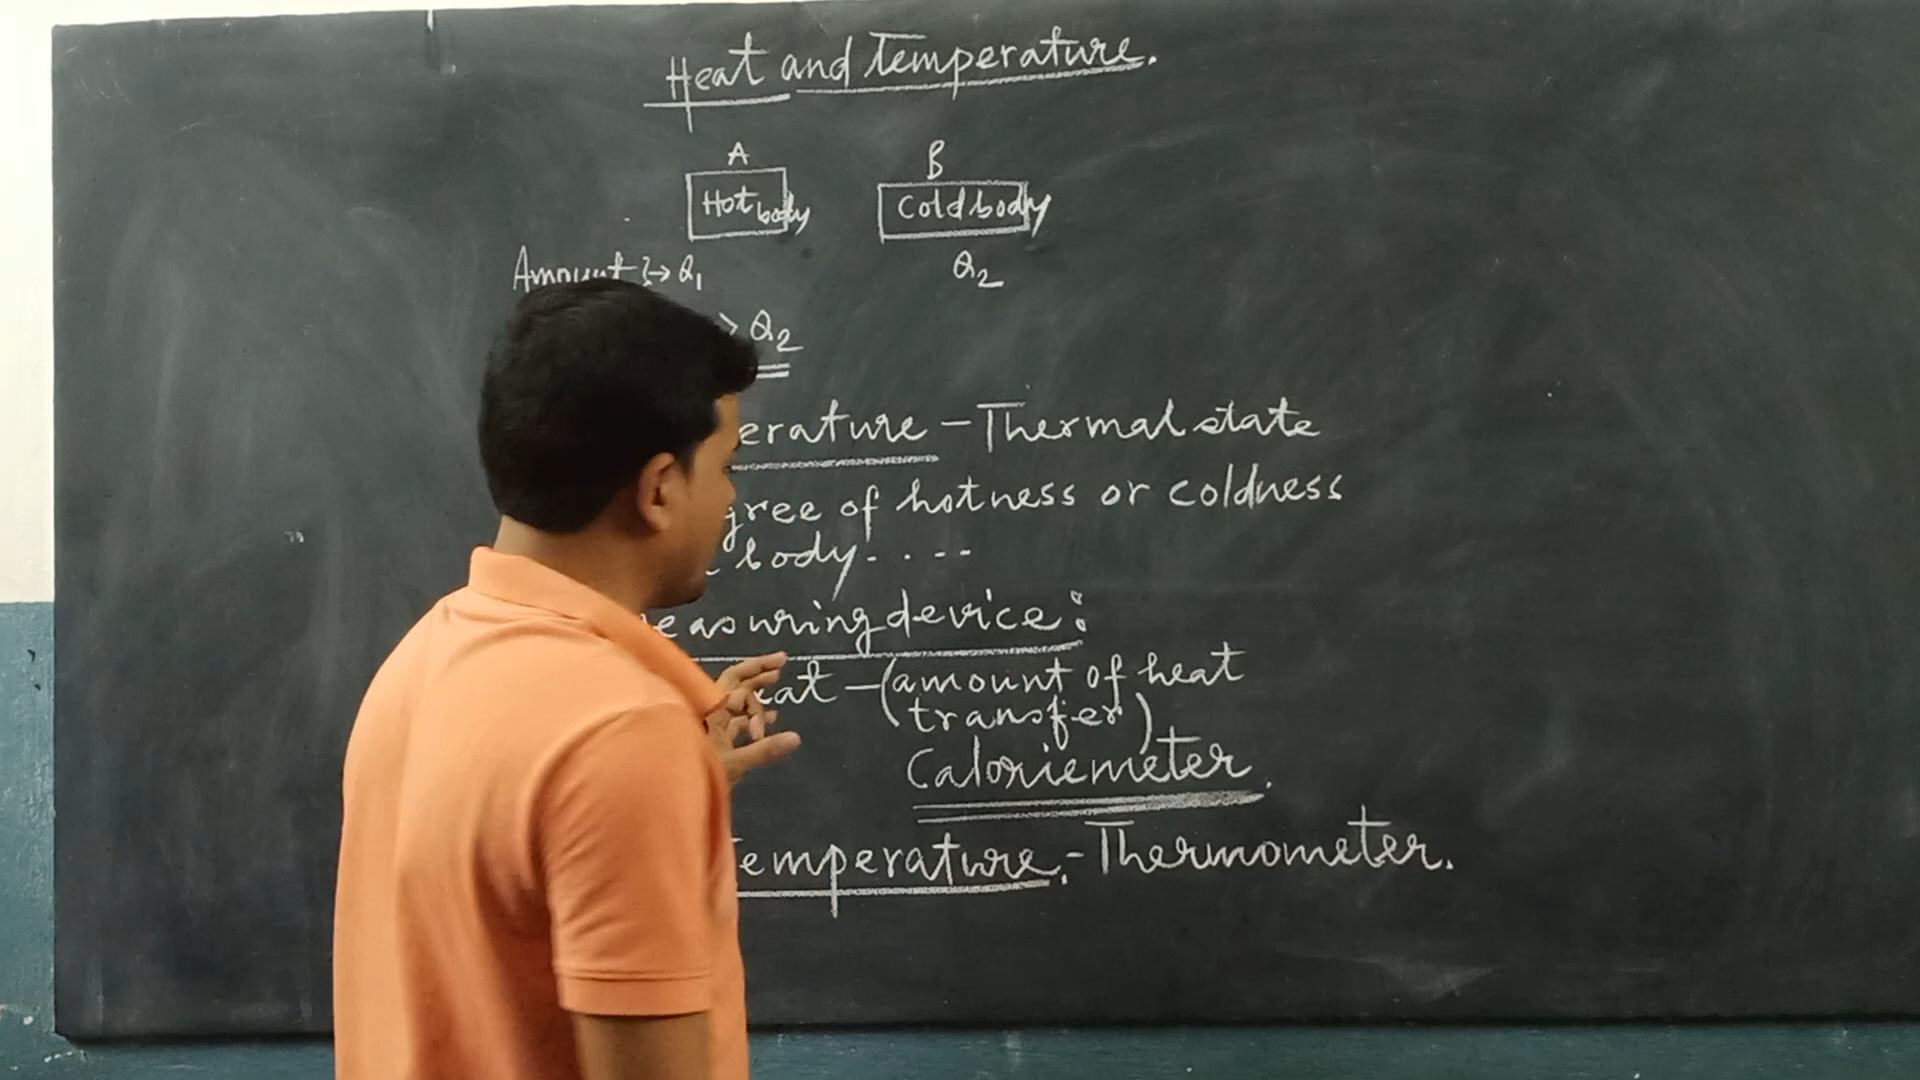 Heat and Temperature.
A B
Hot body Cold body
Amount → Q1 Q2
> Q2
erature - Thermal state
gree of hotness or coldness
body. . --
easuring device:
eat - (amount of heat
transfer)
Caloriemeter.
Temperature:- Thermometer.